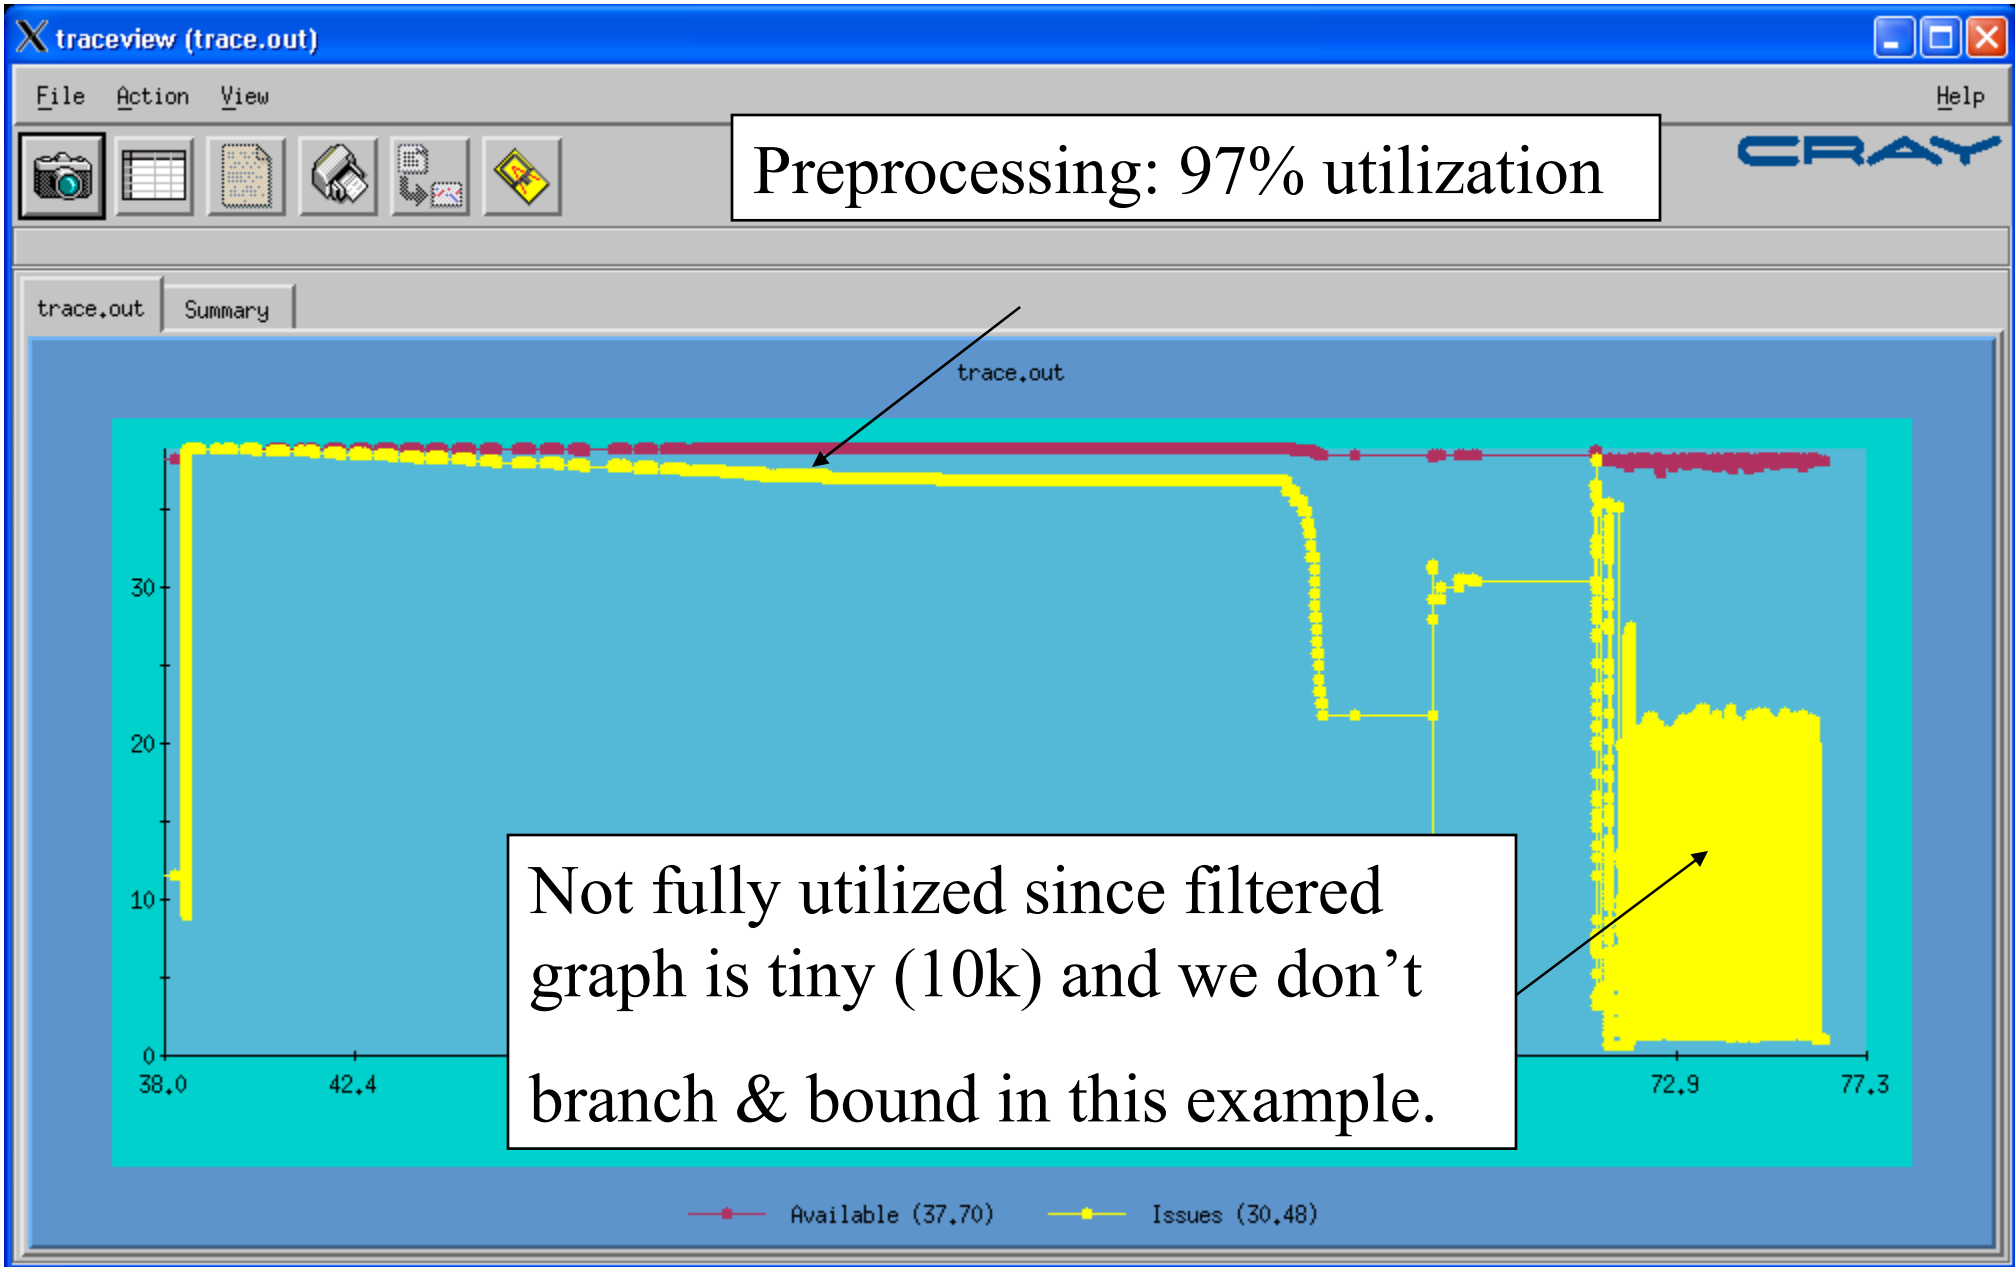 traceview (trace.out)
File Action View Help
Preprocessing: 97% utilization
CRAY
trace.out Summary
trace.out
30
20
10
0
38.0 42.4 72.9 77.3
Not fully utilized since filtered
graph is tiny (10k) and we don’t
branch & bound in this example.
Available (37.70) Issues (30.48)